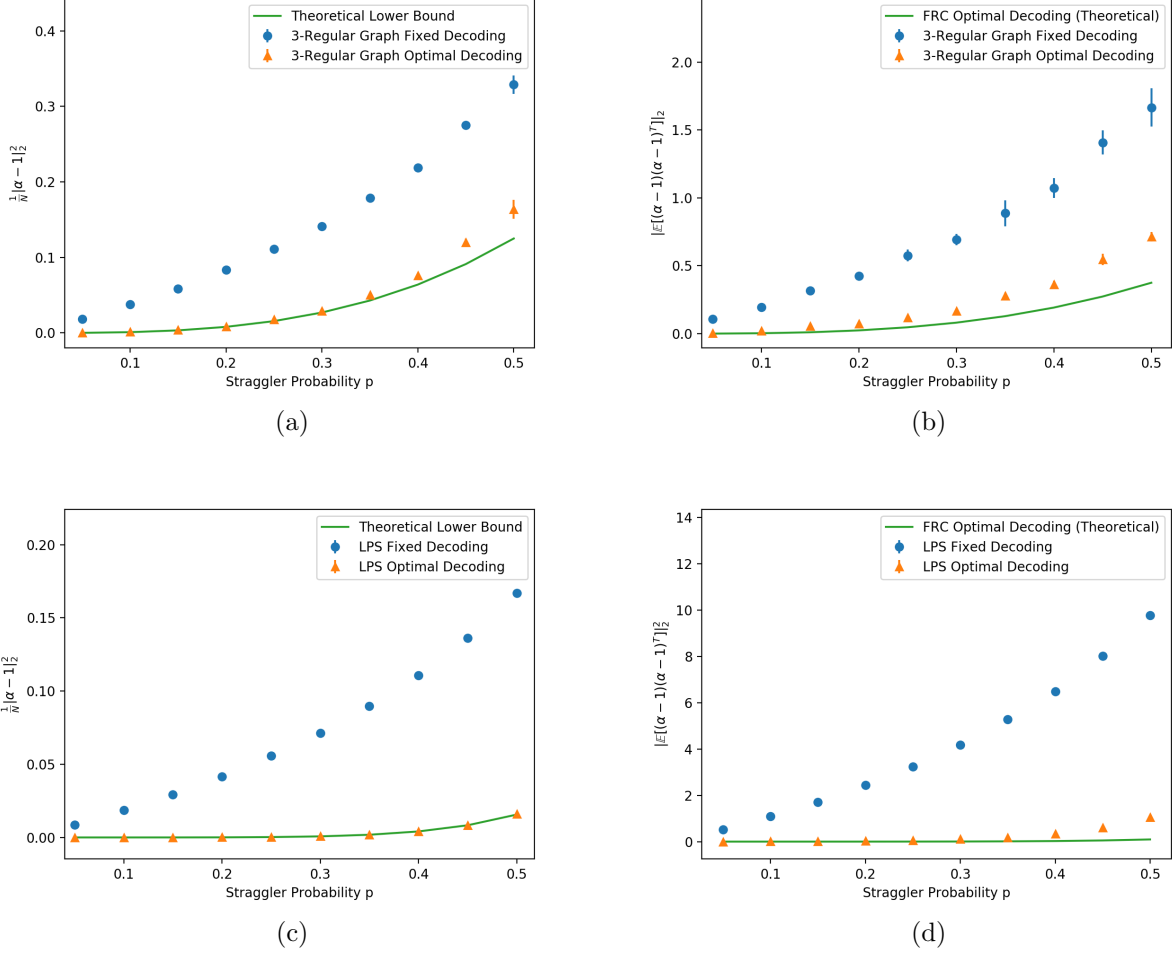 Theoretical Lower Bound
3-Regular Graph Fixed Decoding
3-Regular Graph Optimal Decoding
0.4
0.3
0.2
0.1
0.0
0.1
0.2
0.3
0.4
0.5
Straggler Probability p
1/N |α − 1|₂²
(a)
FRC Optimal Decoding (Theoretical)
3-Regular Graph Fixed Decoding
3-Regular Graph Optimal Decoding
2.0
1.5
1.0
0.5
0.0
0.1
0.2
0.3
0.4
0.5
Straggler Probability p
|𝔼[(α − 1)(α − 1)ᵀ]|₂
(b)
Theoretical Lower Bound
LPS Fixed Decoding
LPS Optimal Decoding
0.20
0.15
0.10
0.05
0.00
0.1
0.2
0.3
0.4
0.5
Straggler Probability p
1/N |α − 1|₂²
(c)
FRC Optimal Decoding (Theoretical)
LPS Fixed Decoding
LPS Optimal Decoding
14
12
10
8
6
4
2
0
0.1
0.2
0.3
0.4
0.5
Straggler Probability p
|𝔼[(α − 1)(α − 1)ᵀ]|₂²
(d)